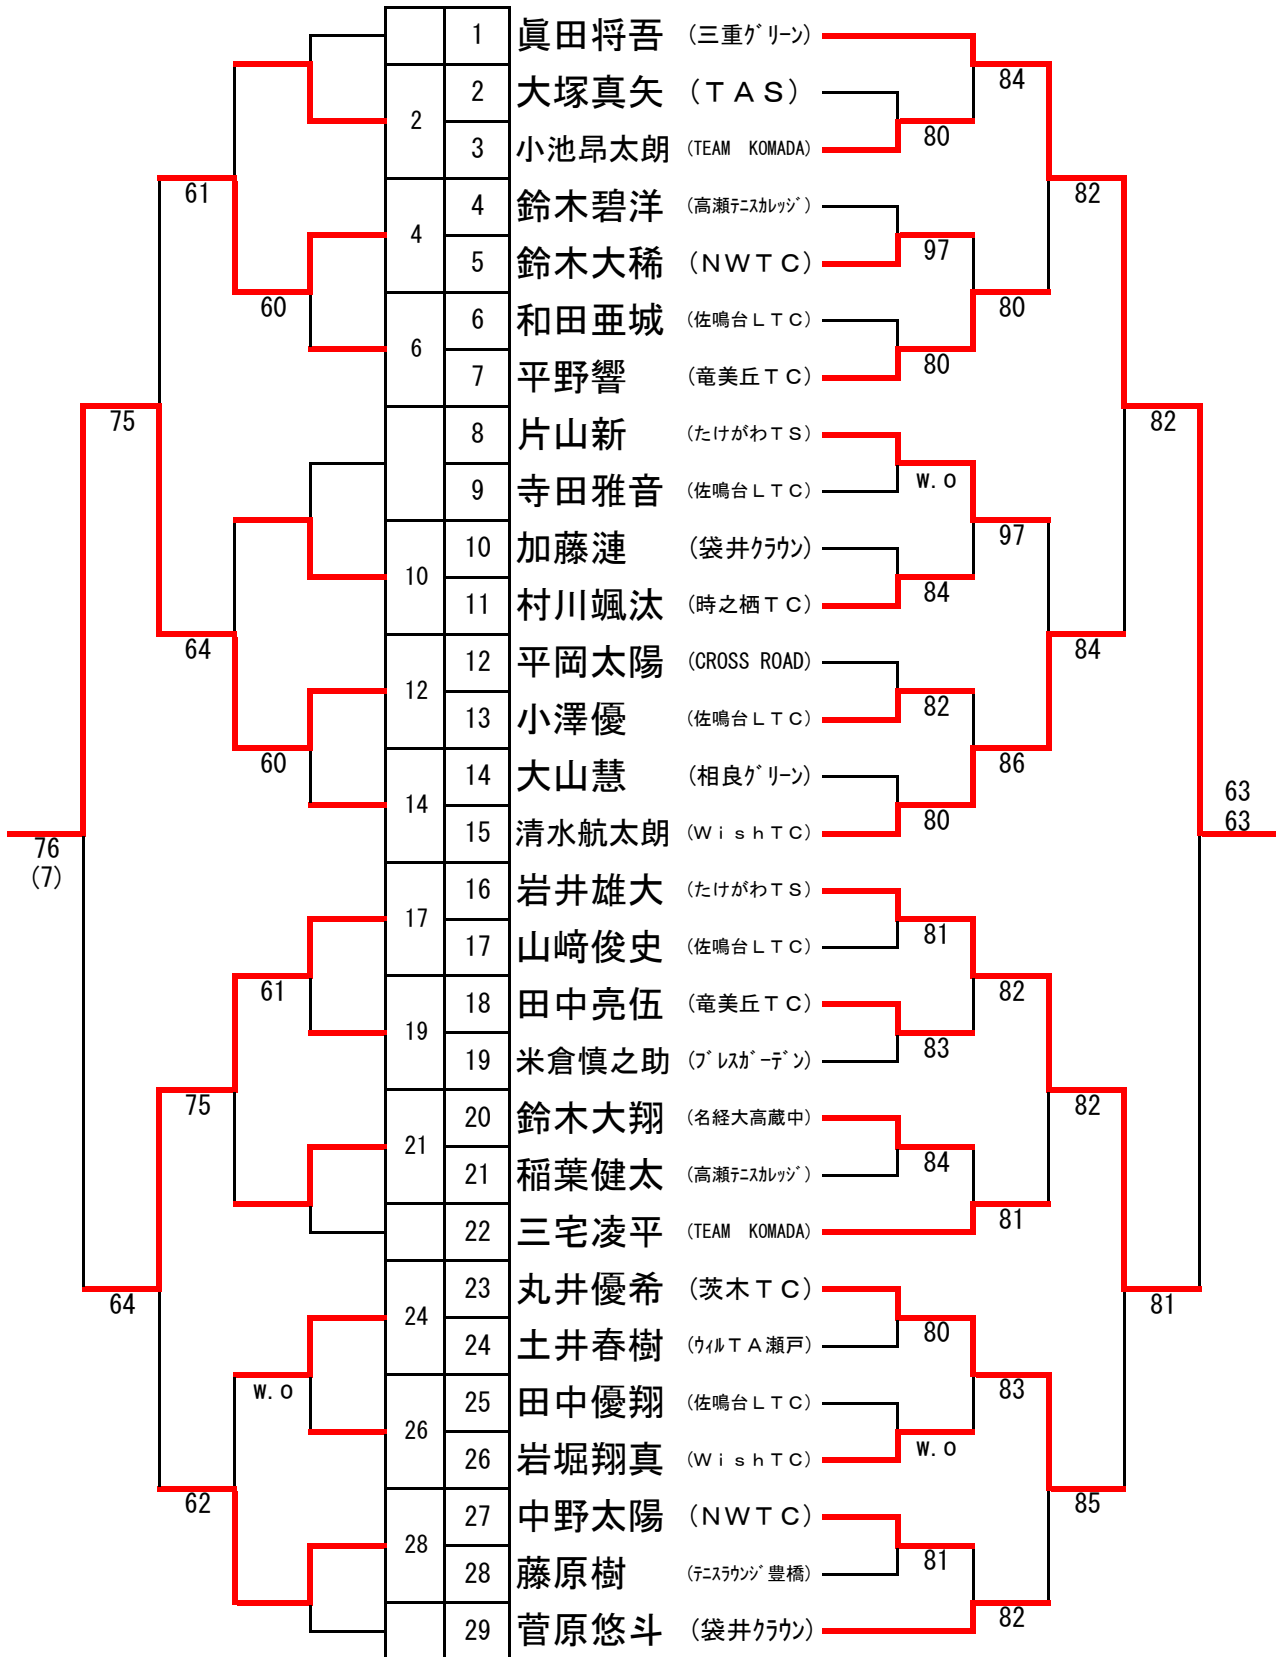 1 眞田将吾 (三重ｸﾞﾘｰﾝ)
84
2 大塚真矢 (ＴＡＳ)
2
80
3 小池昂太朗 (TEAM KOMADA)
61
82
4 鈴木碧洋 (高瀬ﾃﾆｽｶﾚｯｼﾞ)
4
97
5 鈴木大稀 (ＮＷＴＣ)
60
80
6 和田亜城 (佐鳴台ＬＴＣ)
6
80
7 平野響 (竜美丘ＴＣ)
75
82
8 片山新 (たけがわＴＳ)
w.o
9 寺田雅音 (佐鳴台ＬＴＣ)
97
10 加藤漣 (袋井ｸﾗｳﾝ)
10
84
11 村川颯汰 (時之栖ＴＣ)
64
84
12 平岡太陽 (CROSS ROAD)
12
82
13 小澤優 (佐鳴台ＬＴＣ)
60
86
14 大山慧 (相良ｸﾞﾘｰﾝ)
14
80
63
63
15 清水航太朗 (ＷｉｓｈＴＣ)
76
(7)
16 岩井雄大 (たけがわＴＳ)
17
81
17 山﨑俊史 (佐鳴台ＬＴＣ)
61
82
18 田中亮伍 (竜美丘ＴＣ)
19
83
19 米倉慎之助 (ﾌﾞﾚｽｶﾞｰﾃﾞﾝ)
75
82
20 鈴木大翔 (名経大高蔵中)
21
84
21 稲葉健太 (高瀬ﾃﾆｽｶﾚｯｼﾞ)
81
22 三宅凌平 (TEAM KOMADA)
64
81
23 丸井優希 (茨木ＴＣ)
24
80
24 土井春樹 (ｳｨﾙＴＡ瀬戸)
w.o
83
25 田中優翔 (佐鳴台ＬＴＣ)
26
w.o
26 岩堀翔真 (ＷｉｓｈＴＣ)
62
85
27 中野太陽 (ＮＷＴＣ)
28
81
28 藤原樹 (ﾃﾆｽﾗｳﾝｼﾞ豊橋)
82
29 菅原悠斗 (袋井ｸﾗｳﾝ)